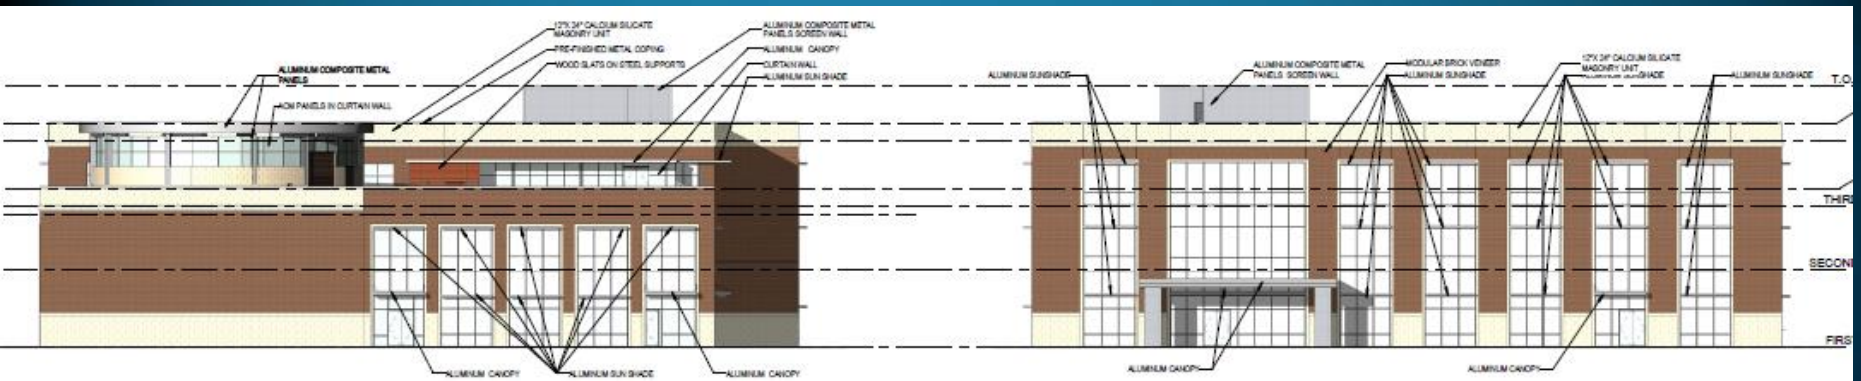 12"X 24" CALCIUM SILICATE
MASONRY UNIT
PRE-FINISHED METAL COPING
WOOD SLATS ON STEEL SUPPORTS
ALUMINUM COMPOSITE METAL
PANELS SCREEN WALL
ALUMINUM CANOPY
CURTAIN WALL
ALUMINUM SUN SHADE
ALUMINUM COMPOSITE METAL
PANELS
ACM PANELS IN CURTAIN WALL
ALUMINUM CANOPY
ALUMINUM SUN SHADE
ALUMINUM CANOPY
ALUMINUM SUNSHADE
ALUMINUM COMPOSITE METAL
PANELS SCREEN WALL
MODULAR BRICK VENEER
ALUMINUM SUNSHADE
12"X 24" CALCIUM SILICATE
MASONRY UNIT
ALUMINUM SUNSHADE
ALUMINUM SUNSHADE
T.O.
THIRD
SECOND
FIRS
ALUMINUM CANOPY
ALUMINUM CANOPY